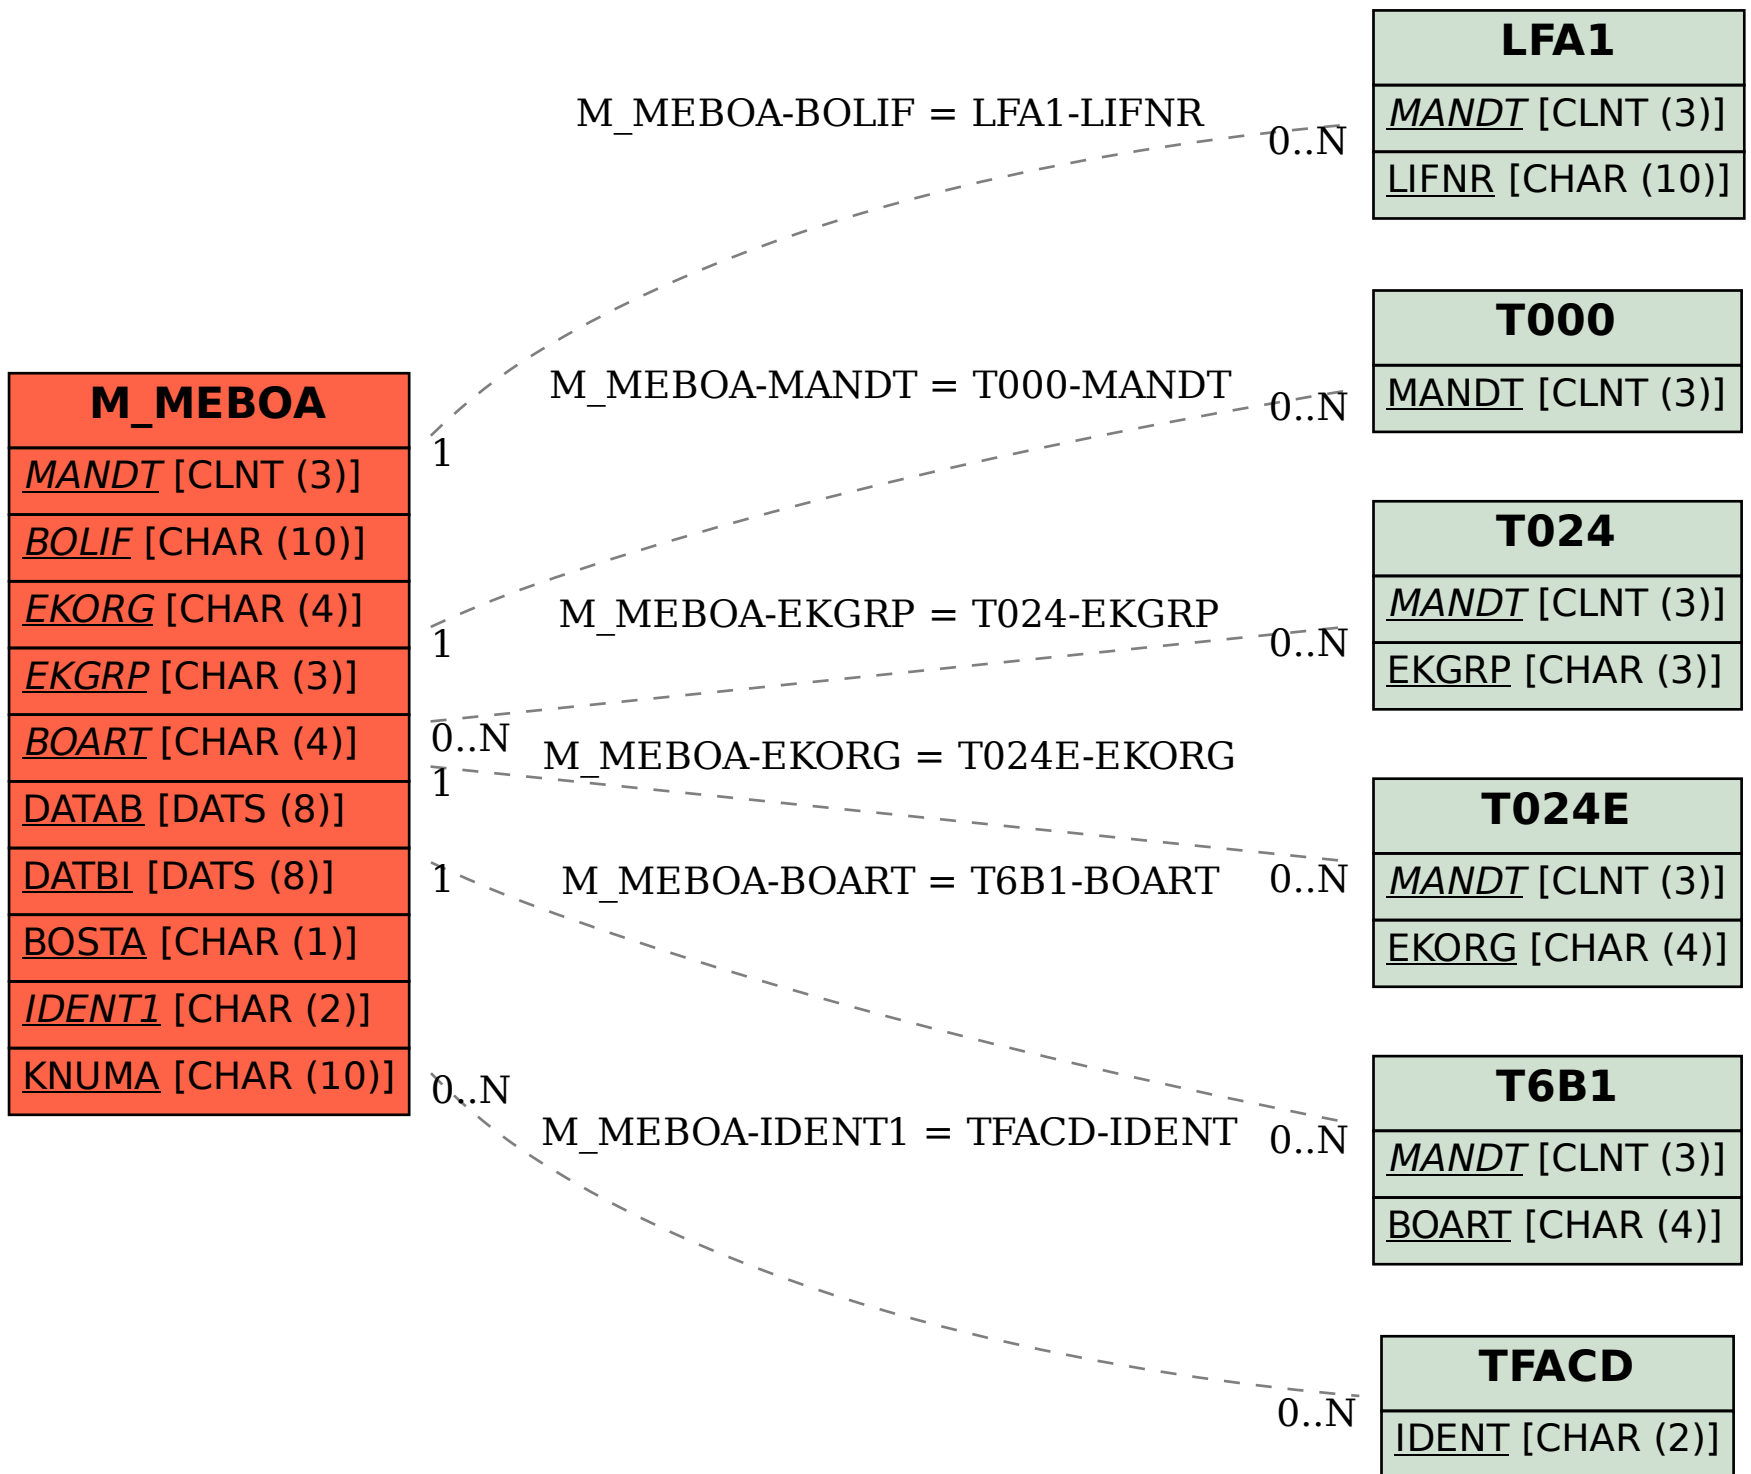 M_MEBOA
MANDT [CLNT (3)]
BOLIF [CHAR (10)]
EKORG [CHAR (4)]
EKGRP [CHAR (3)]
BOART [CHAR (4)]
DATAB [DATS (8)]
DATBI [DATS (8)]
BOSTA [CHAR (1)]
IDENT1 [CHAR (2)]
KNUMA [CHAR (10)]
M_MEBOA-BOLIF = LFA1-LIFNR
0..N
1
M_MEBOA-MANDT = T000-MANDT
0..N
1
M_MEBOA-EKGRP = T024-EKGRP
0..N
0..N
M_MEBOA-EKORG = T024E-EKORG
1
0..N
M_MEBOA-BOART = T6B1-BOART
1
0..N
M_MEBOA-IDENT1 = TFACD-IDENT
0..N
0..N
LFA1
MANDT [CLNT (3)]
LIFNR [CHAR (10)]
T000
MANDT [CLNT (3)]
T024
MANDT [CLNT (3)]
EKGRP [CHAR (3)]
T024E
MANDT [CLNT (3)]
EKORG [CHAR (4)]
T6B1
MANDT [CLNT (3)]
BOART [CHAR (4)]
TFACD
IDENT [CHAR (2)]